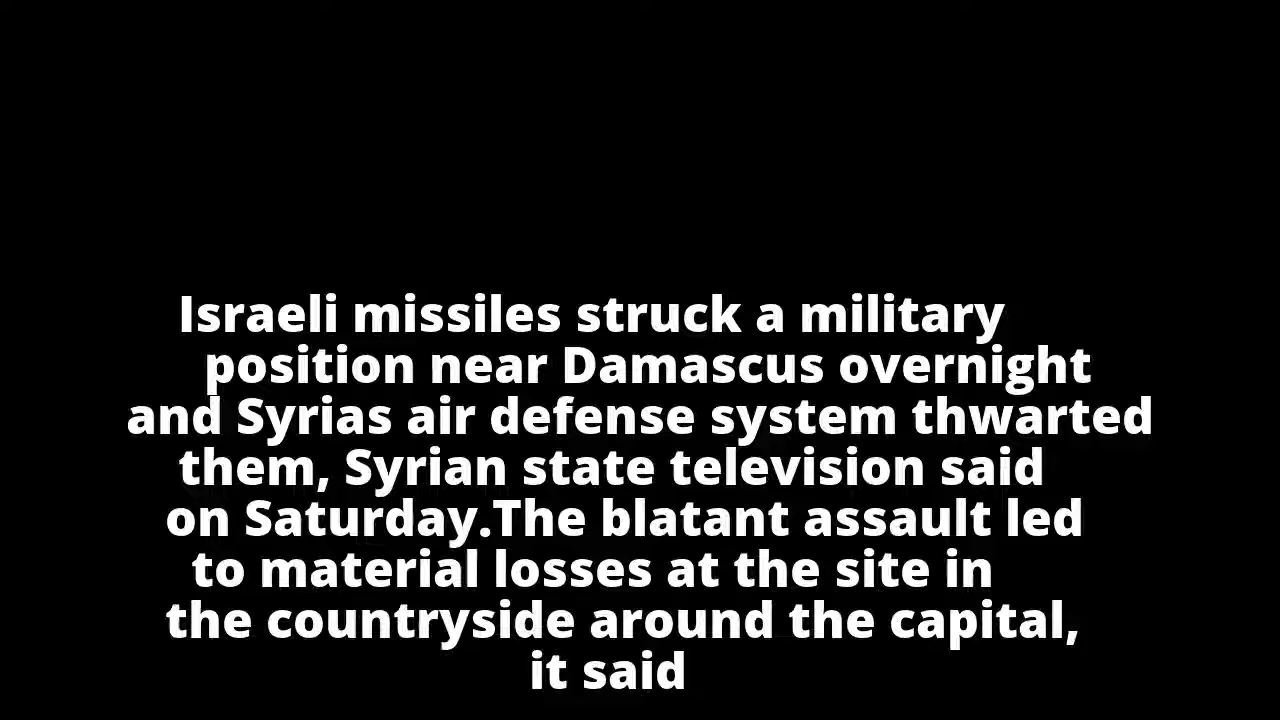 Israeli missiles struck a military
position near Damascus overnight
and Syrias air defense system thwarted
them, Syrian state television said
on Saturday.The blatant assault led
to material losses at the site in
the countryside around the capital,
it said